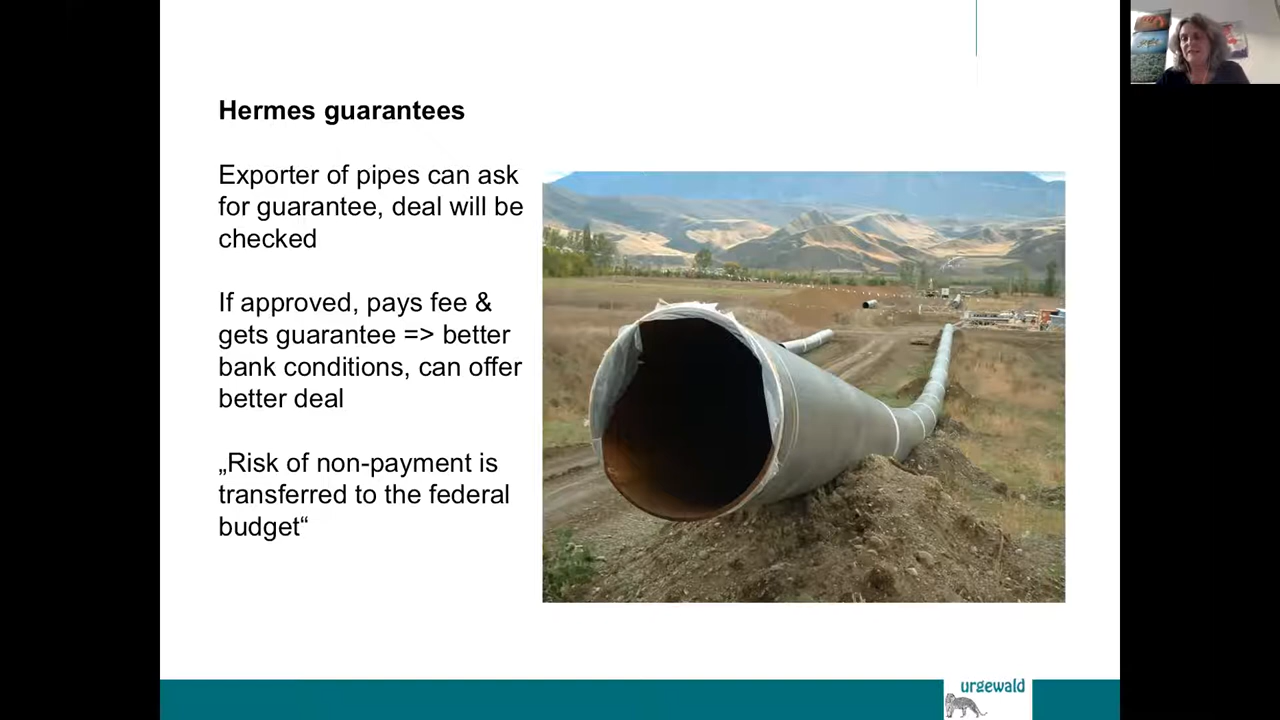 Hermes guarantees
Exporter of pipes can ask
for guarantee, deal will be
checked
If approved, pays fee &
gets guarantee => better
bank conditions, can offer
better deal
„Risk of non-payment is
transferred to the federal
budget“
urgewald